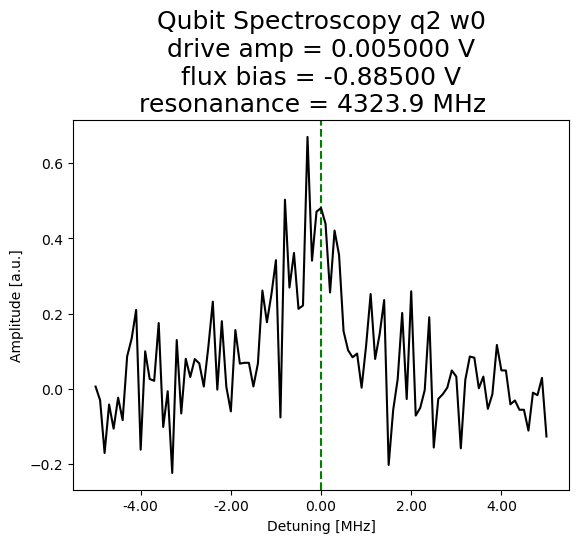 Qubit Spectroscopy q2 w0
drive amp = 0.005000 V
flux bias = -0.88500 V
resonanance = 4323.9 MHz
Amplitude [a.u.]
0.6
0.4
0.2
0.0
−0.2
-4.00 -2.00 0.00 2.00 4.00
Detuning [MHz]